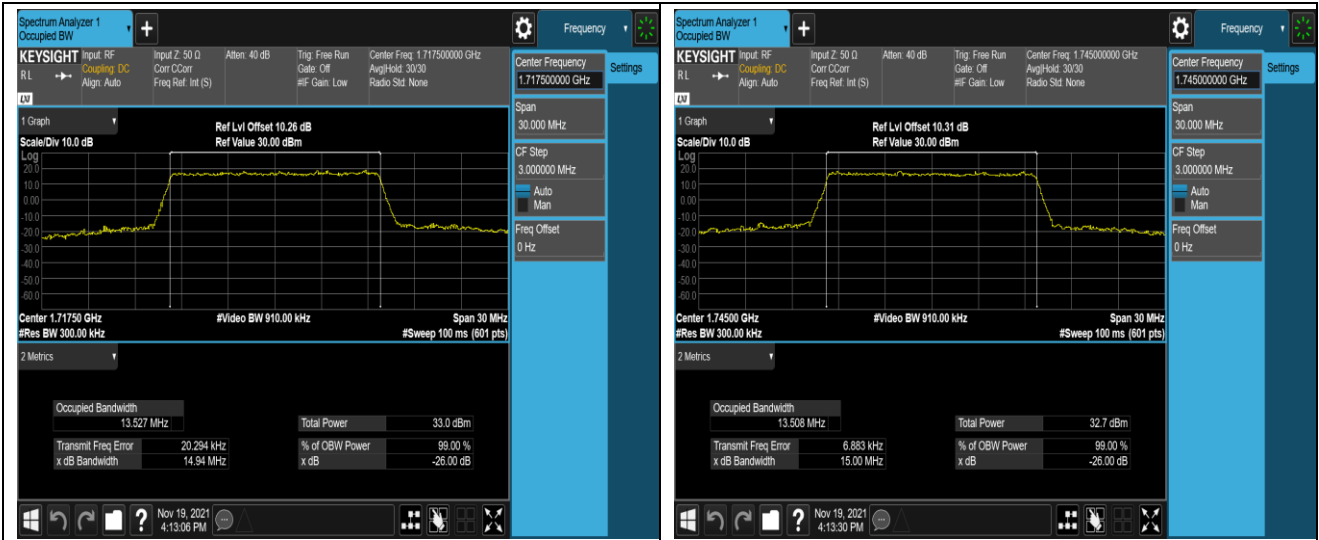 Spectrum Analyzer 1
Occupied BW
+
Frequency
KEYSIGHT Input: RF Input Z: 50 Ω Atten: 40 dB Trig: Free Run Center Freq: 1.717500000 GHz
Coupling: DC Corr CCorr Gate: Off Avg|Hold: 30/30
RL Align: Auto Freq Ref: Int (S) #IF Gain: Low Radio Std: None
LXI
Center Frequency
1.717500000 GHz
Settings
Span
30.000 MHz
CF Step
3.000000 MHz
Auto
Man
Freq Offset
0 Hz
1 Graph
Ref Lvl Offset 10.26 dB
Scale/Div 10.0 dB Ref Value 30.00 dBm
Log
20.0
10.0
0.00
-10.0
-20.0
-30.0
-40.0
-50.0
-60.0
Center 1.71750 GHz #Video BW 910.00 kHz Span 30 MHz
#Res BW 300.00 kHz #Sweep 100 ms (601 pts)
2 Metrics
Occupied Bandwidth
13.527 MHz Total Power 33.0 dBm
Transmit Freq Error 20.294 kHz % of OBW Power 99.00 %
x dB Bandwidth 14.94 MHz x dB -26.00 dB
? Nov 19, 2021
4:13:06 PM
Spectrum Analyzer 1
Occupied BW
+
Frequency
KEYSIGHT Input: RF Input Z: 50 Ω Atten: 40 dB Trig: Free Run Center Freq: 1.745000000 GHz
Coupling: DC Corr CCorr Gate: Off Avg|Hold: 30/30
RL Align: Auto Freq Ref: Int (S) #IF Gain: Low Radio Std: None
LXI
Center Frequency
1.745000000 GHz
Settings
Span
30.000 MHz
CF Step
3.000000 MHz
Auto
Man
Freq Offset
0 Hz
1 Graph
Ref Lvl Offset 10.31 dB
Scale/Div 10.0 dB Ref Value 30.00 dBm
Log
20.0
10.0
0.00
-10.0
-20.0
-30.0
-40.0
-50.0
-60.0
Center 1.74500 GHz #Video BW 910.00 kHz Span 30 MHz
#Res BW 300.00 kHz #Sweep 100 ms (601 pts)
2 Metrics
Occupied Bandwidth
13.508 MHz Total Power 32.7 dBm
Transmit Freq Error 6.883 kHz % of OBW Power 99.00 %
x dB Bandwidth 15.00 MHz x dB -26.00 dB
? Nov 19, 2021
4:13:30 PM